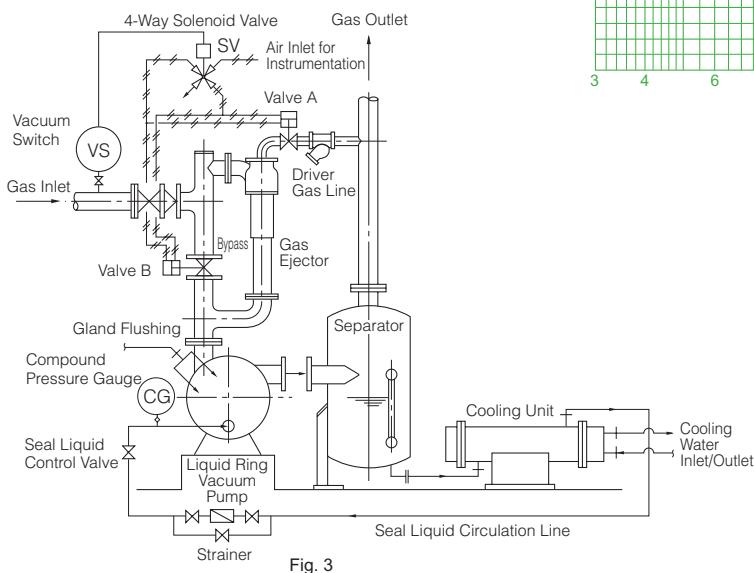 4-Way Solenoid Valve
Gas Outlet
SV
Air Inlet for
Instrumentation
3 4 6
Valve A
Vacuum
Switch
VS
Driver
Gas Line
Gas Inlet
Bypass
Gas
Ejector
Valve B
Gland Flushing
Separator
Compound
Pressure Gauge
CG
Cooling Unit
Cooling
Water
Inlet/Outlet
Seal Liquid
Control Valve
Liquid Ring
Vacuum
Pump
Seal Liquid Circulation Line
Strainer
Fig. 3